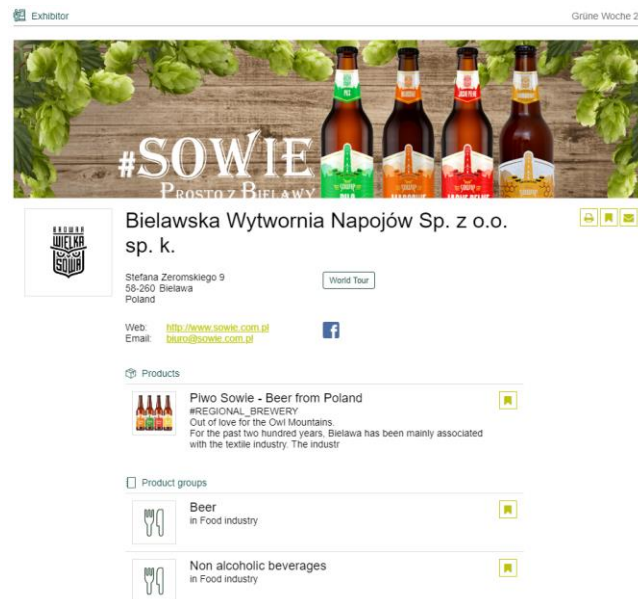 Exhibitor
Grüne Woche 2
#SOWIE
PROSTO Z BIELAWY
BROWAR
WIELKA
SOWA
Bielawska Wytwornia Napojów Sp. z o.o.
sp. k.
Stefana Zeromskiego 9
58-260 Bielawa
Poland
World Tour
Web: http://www.sowie.com.pl
Email: biuro@sowie.com.pl
Products
Piwo Sowie - Beer from Poland
#REGIONAL_BREWERY
Out of love for the Owl Mountains.
For the past two hundred years, Bielawa has been mainly associated
with the textile industry. The industr
Product groups
Beer
in Food industry
Non alcoholic beverages
in Food industry